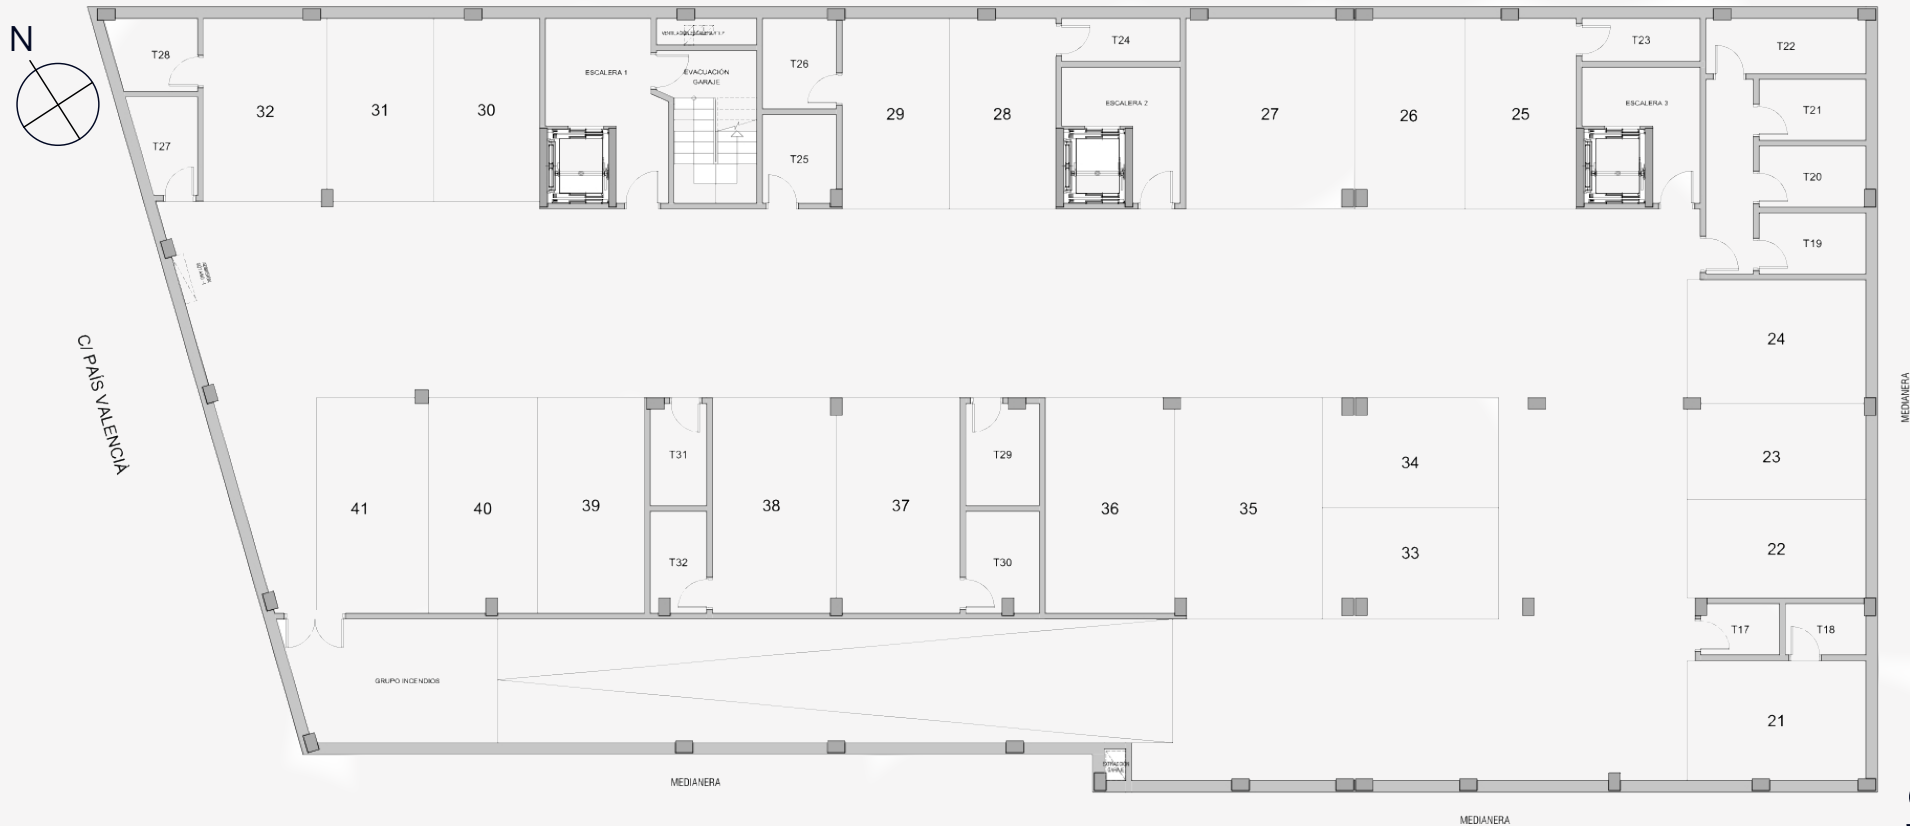 N
T28
T26
T24
T23
T22
ESCALERA 1
EVACUACIÓN
GARAJE
32
31
30
29
28
ESCALERA 2
27
26
25
ESCALERA 3
T21
T27
T25
T20
T19
24
C/ PAÍS VALENCIÀ
MEDIANERA
41
40
39
T31
38
37
T29
36
35
34
23
T32
T30
33
22
T17
T18
GRUPO INCENDIOS
21
MEDIANERA
MEDIANERA